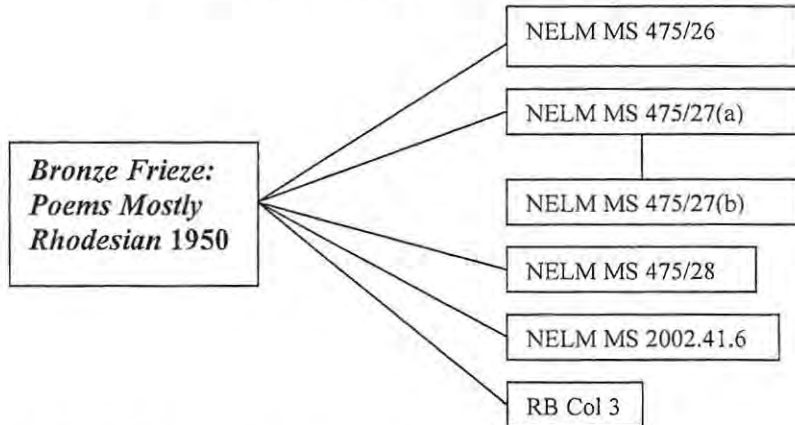 Bronze Frieze:
Poems Mostly
Rhodesian 1950
NELM MS 475/26
NELM MS 475/27(a)
NELM MS 475/27(b)
NELM MS 475/28
NELM MS 2002.41.6
RB Col 3